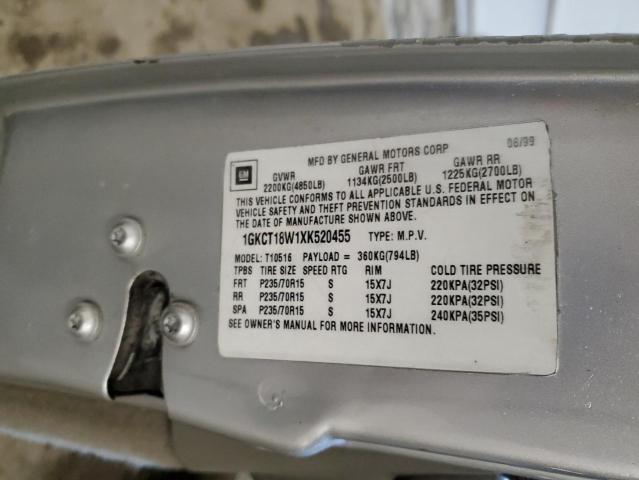 GM
MFD BY GENERAL MOTORS CORP 06/99
GVWR GAWR FRT GAWR RR
2200KG(4850LB) 1134KG(2500LB) 1225KG(2700LB)
THIS VEHICLE CONFORMS TO ALL APPLICABLE U.S. FEDERAL MOTOR
VEHICLE SAFETY AND THEFT PREVENTION STANDARDS IN EFFECT ON
THE DATE OF MANUFACTURE SHOWN ABOVE.
1GKCT18W1XK520455 TYPE: M.P.V.
MODEL: T10516 PAYLOAD = 360KG(794LB)
TPBS TIRE SIZE SPEED RTG RIM COLD TIRE PRESSURE
FRT P235/70R15 S 15X7J 220KPA(32PSI)
RR P235/70R15 S 15X7J 220KPA(32PSI)
SPA P235/70R15 S 15X7J 240KPA(35PSI)
SEE OWNER'S MANUAL FOR MORE INFORMATION.